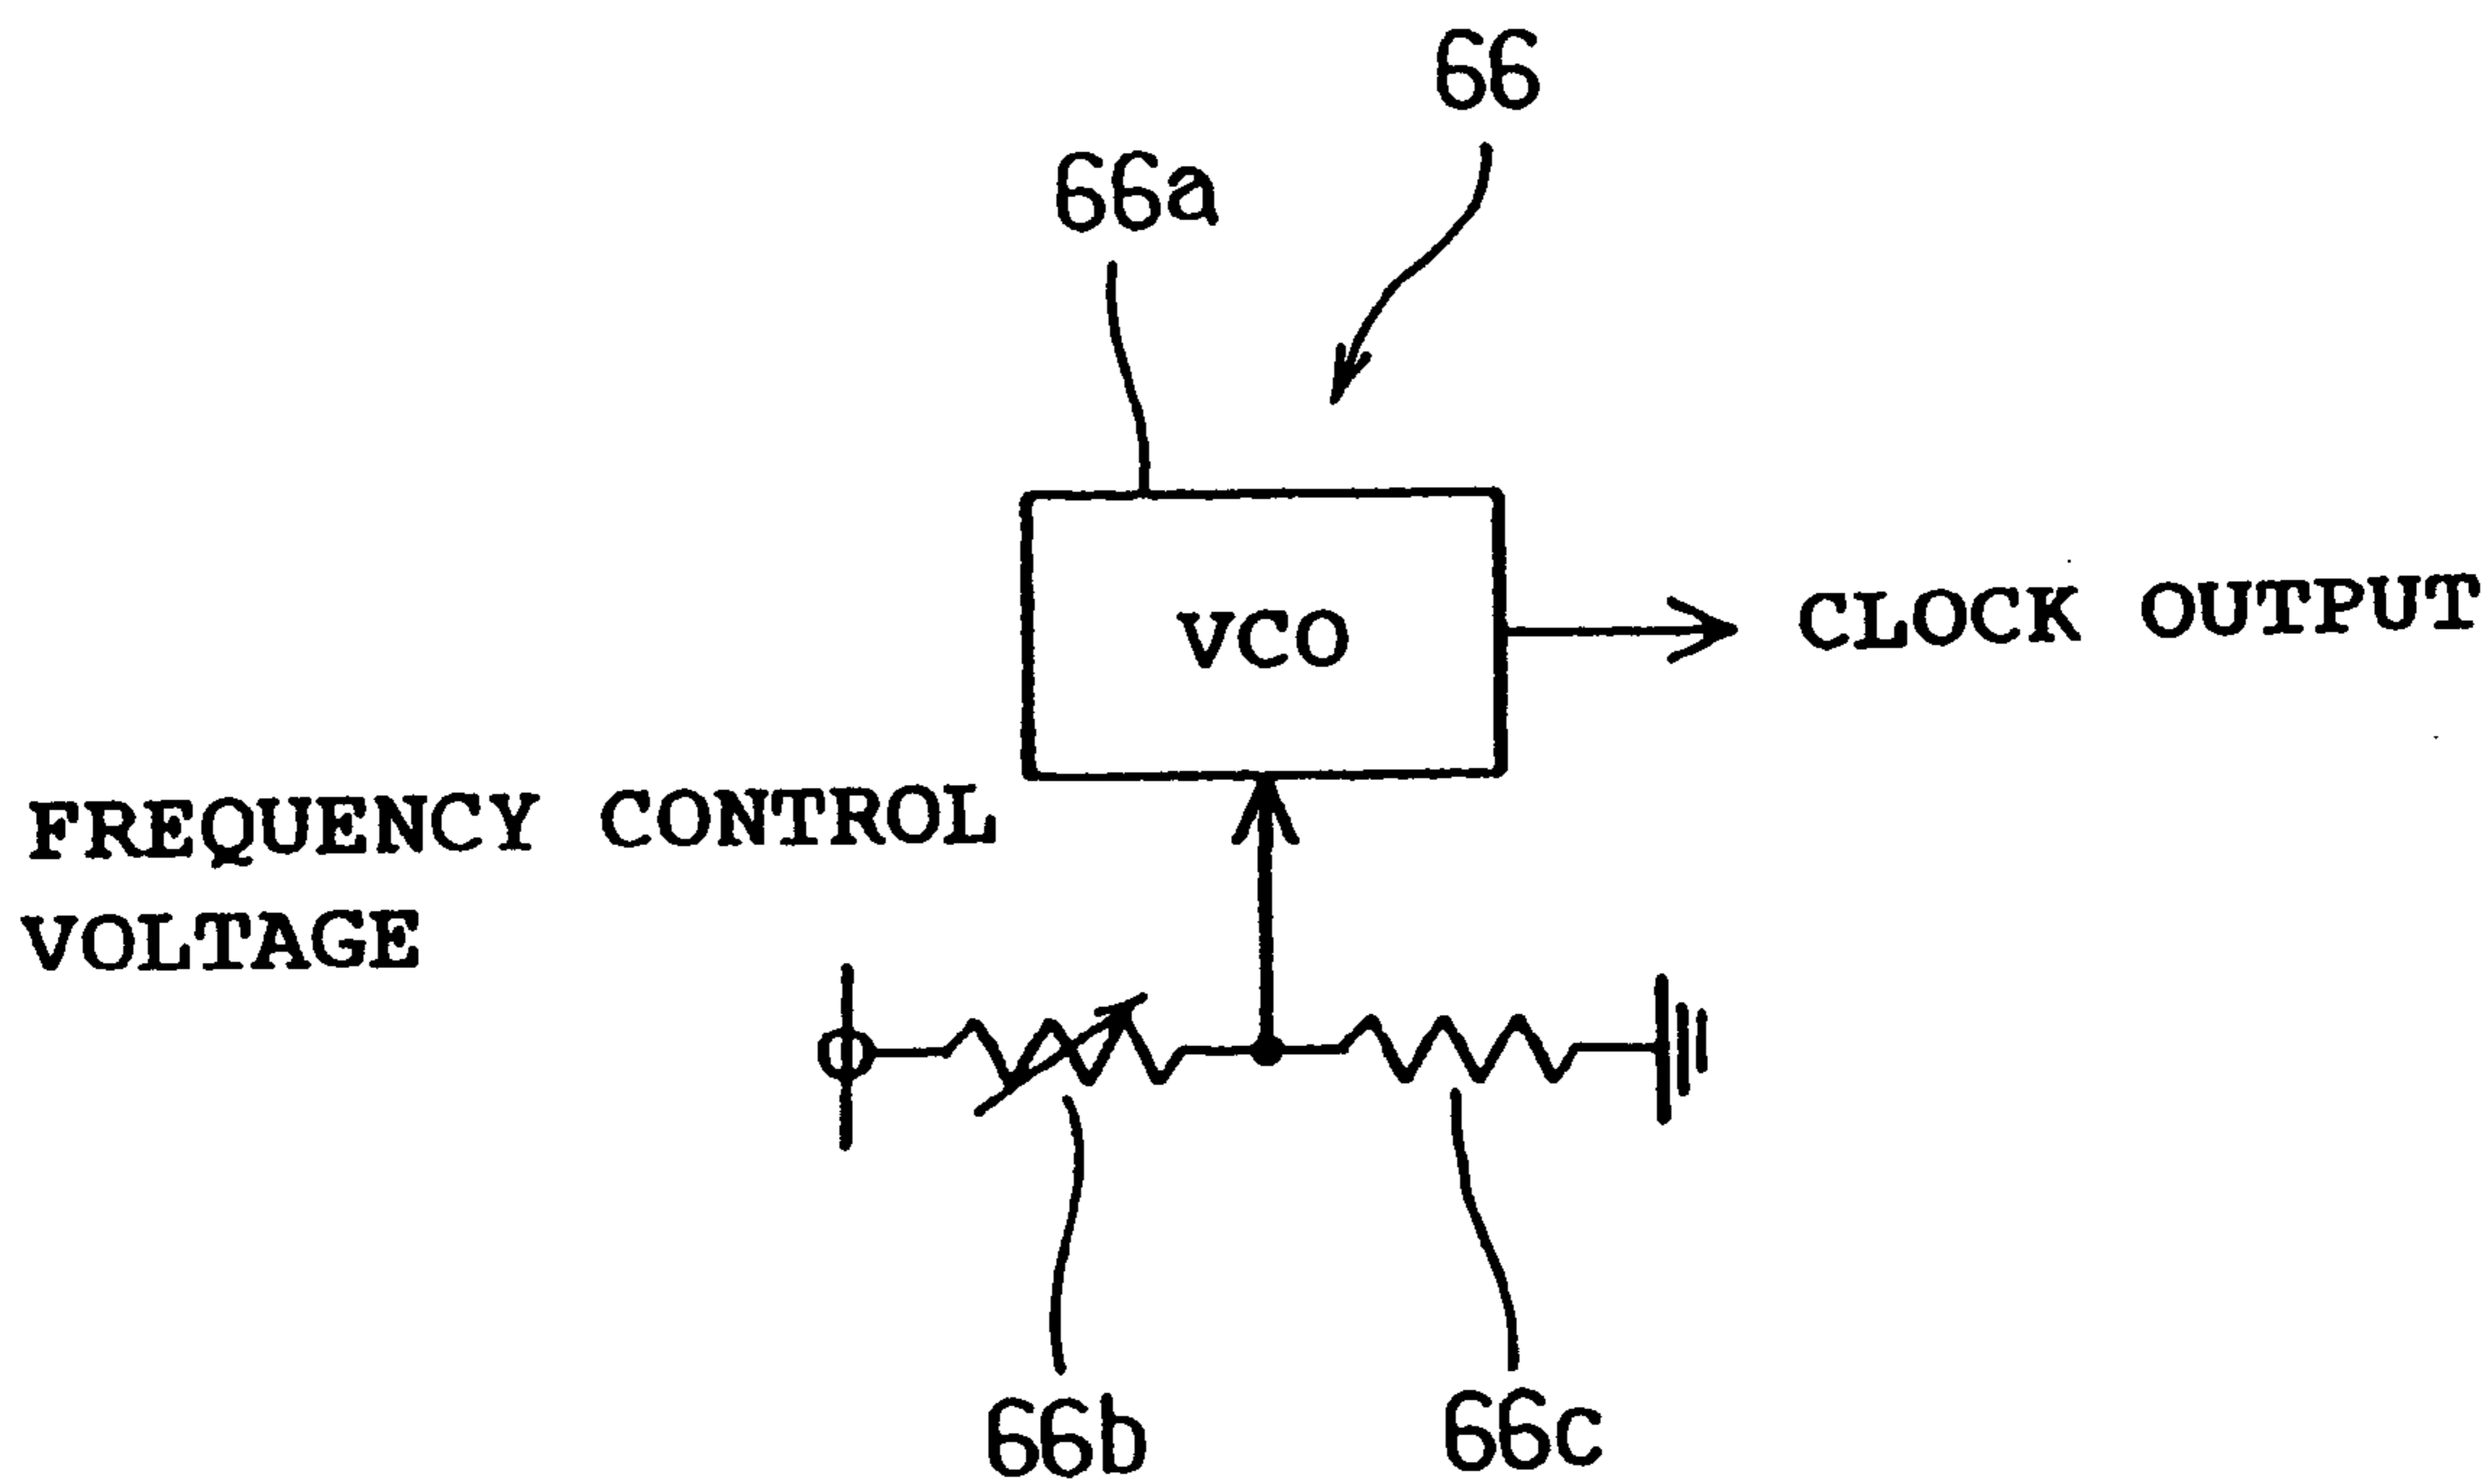 66
66a
VCO
CLOCK OUTPUT
FREQUENCY CONTROL
VOLTAGE
66b
66c